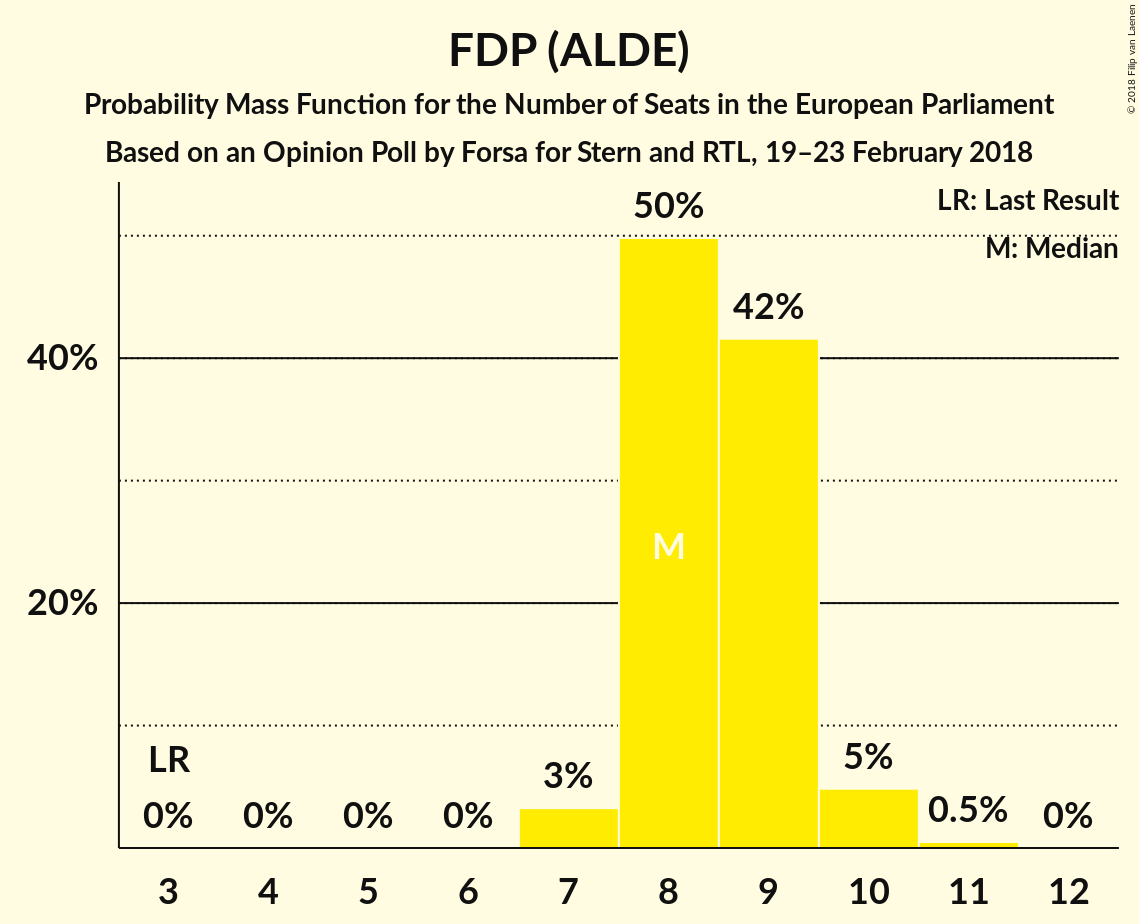 FDP (ALDE)
Probability Mass Function for the Number of Seats in the European Parliament
Based on an Opinion Poll by Forsa for Stern and RTL, 19–23 February 2018
© 2018 Filip van Laenen
LR: Last Result
M: Median
50%
42%
40%
M
20%
LR
0%
0%
0%
0%
3%
5%
0.5%
0%
3
4
5
6
7
8
9
10
11
12